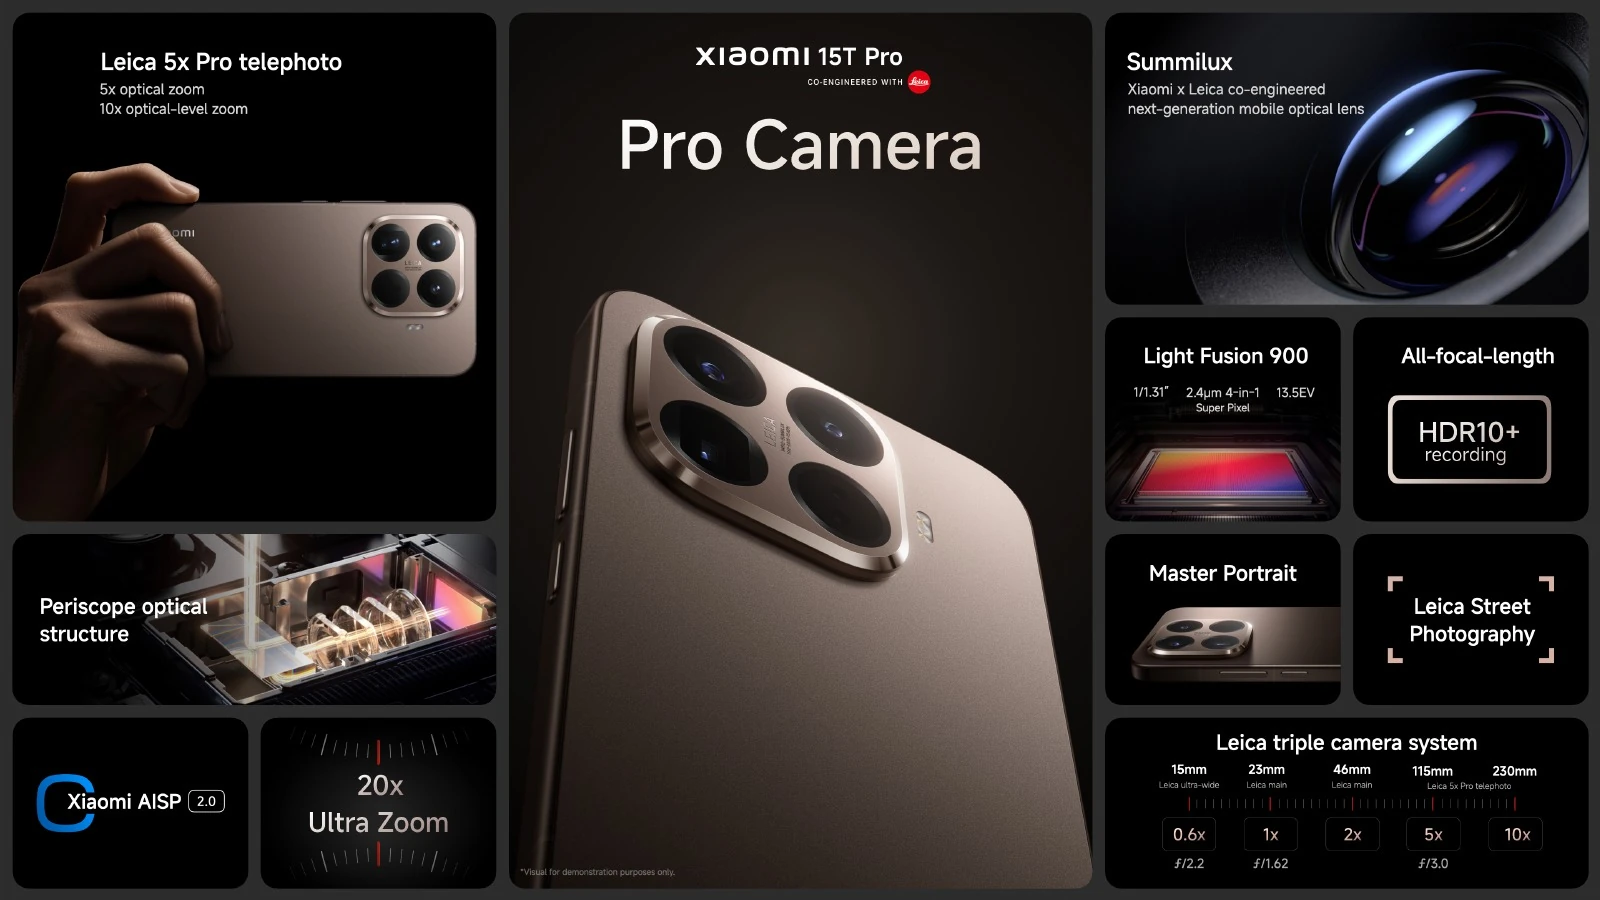 Leica 5x Pro telephoto
5x optical zoom
10x optical-level zoom
Periscope optical
structure
Xiaomi AISP 2.0
20x
Ultra Zoom
xiaomi 15T Pro
CO-ENGINEERED WITH Leica
Pro Camera
LEICA
*Visual for demonstration purposes only.
Summilux
Xiaomi x Leica co-engineered
next-generation mobile optical lens
Light Fusion 900
1/1.31" 2.4μm 4-in-1 13.5EV
Super Pixel
All-focal-length
HDR10+
recording
Master Portrait
Leica Street
Photography
Leica triple camera system
15mm 23mm 46mm 115mm 230mm
Leica ultra-wide Leica main Leica main Leica 5x Pro telephoto
0.6x 1x 2x 5x 10x
ƒ/2.2 ƒ/1.62 ƒ/3.0